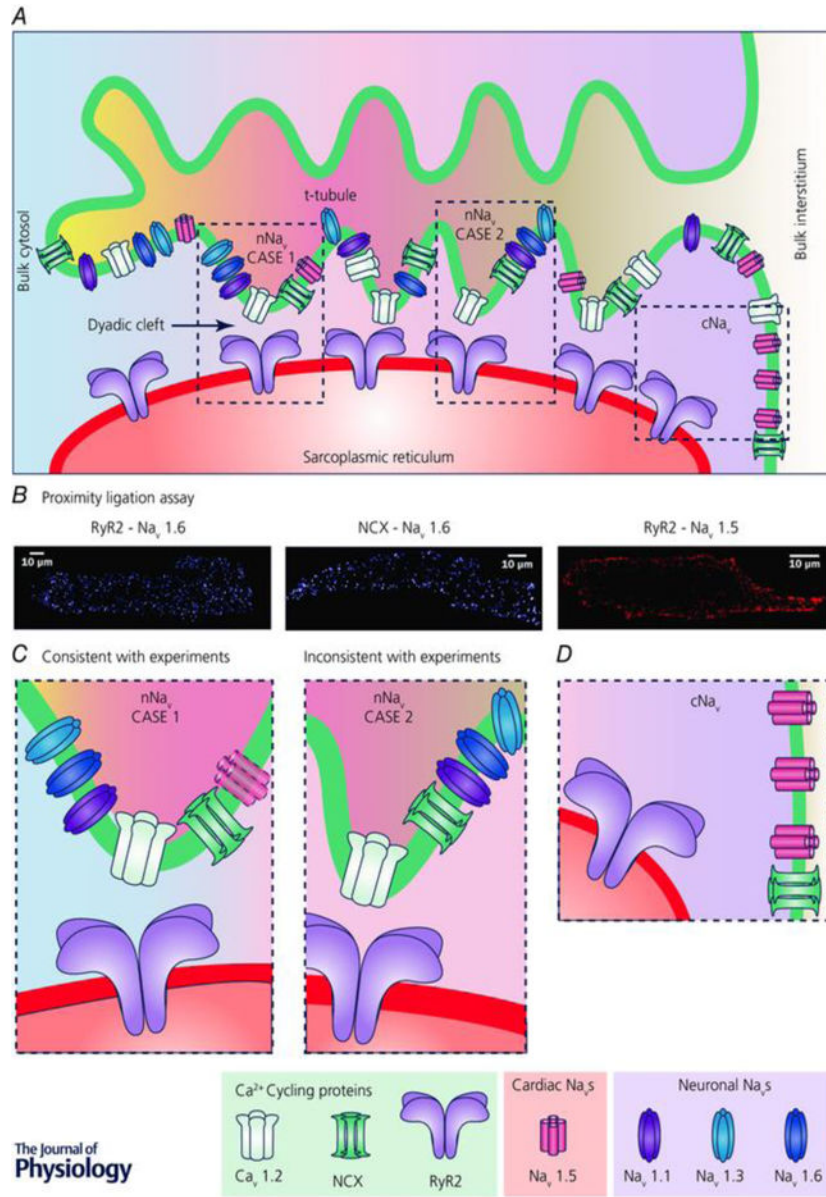 A
Bulk cytosol
t-tubule
nNaᵥ
CASE 1
nNaᵥ
CASE 2
Bulk interstitium
Dyadic cleft
cNaᵥ
Sarcoplasmic reticulum
B Proximity ligation assay
RyR2 - Naᵥ 1.6
NCX - Naᵥ 1.6
RyR2 - Naᵥ 1.5
10 µm
10 µm
10 µm
C Consistent with experiments
Inconsistent with experiments
D
nNaᵥ
CASE 1
nNaᵥ
CASE 2
cNaᵥ
Ca²⁺ Cycling proteins
Cardiac Naᵥs
Neuronal Naᵥs
Caᵥ 1.2
NCX
RyR2
Naᵥ 1.5
Naᵥ 1.1
Naᵥ 1.3
Naᵥ 1.6
The Journal of
Physiology